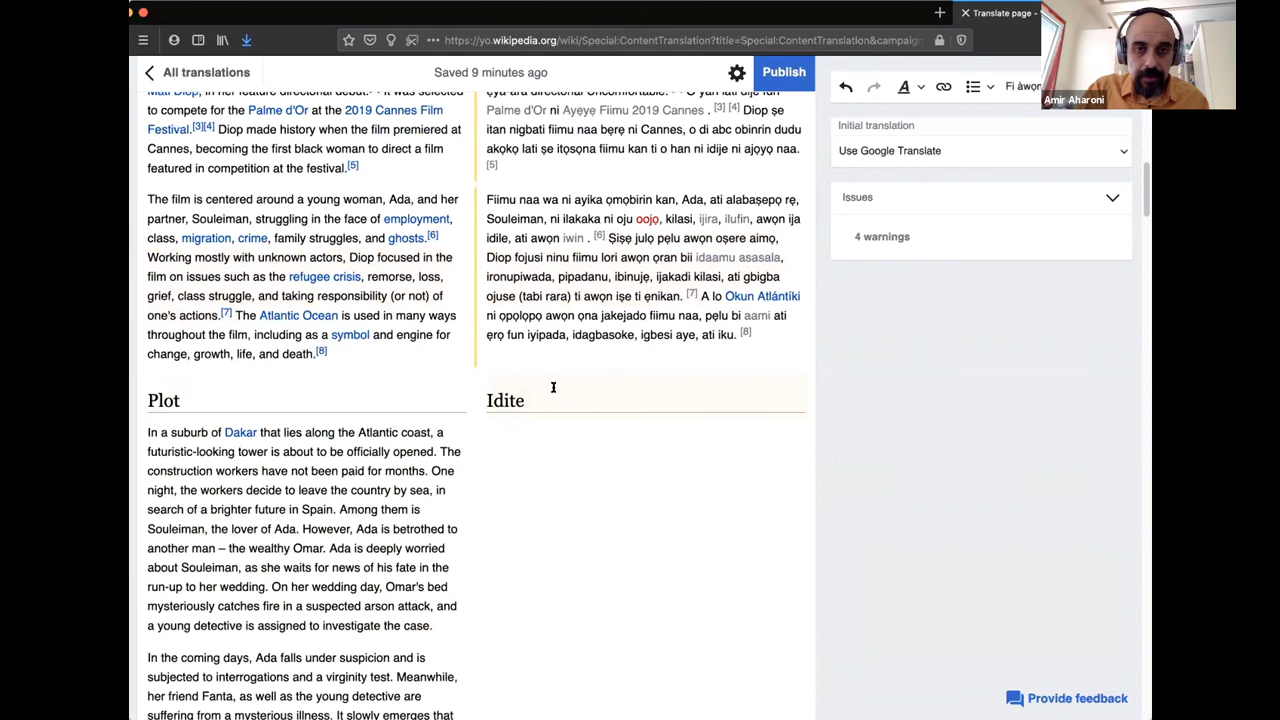 Translate page -
https://yo.wikipedia.org/wiki/Special:ContentTranslation?title=Special:ContentTranslation&campaig
All translations
Saved 9 minutes ago
Publish
Fi àwọn
Amir Aharoni
to compete for the Palme d'Or at the 2019 Cannes Film
Festival.[3][4] Diop made history when the film premiered at
Cannes, becoming the first black woman to direct a film
featured in competition at the festival.[5]
The film is centered around a young woman, Ada, and her
partner, Souleiman, struggling in the face of employment,
class, migration, crime, family struggles, and ghosts.[6]
Working mostly with unknown actors, Diop focused in the
film on issues such as the refugee crisis, remorse, loss,
grief, class struggle, and taking responsibility (or not) of
one's actions.[7] The Atlantic Ocean is used in many ways
throughout the film, including as a symbol and engine for
change, growth, life, and death.[8]
Plot
In a suburb of Dakar that lies along the Atlantic coast, a
futuristic-looking tower is about to be officially opened. The
construction workers have not been paid for months. One
night, the workers decide to leave the country by sea, in
search of a brighter future in Spain. Among them is
Souleiman, the lover of Ada. However, Ada is betrothed to
another man – the wealthy Omar. Ada is deeply worried
about Souleiman, as she waits for news of his fate in the
run-up to her wedding. On her wedding day, Omar's bed
mysteriously catches fire in a suspected arson attack, and
a young detective is assigned to investigate the case.
In the coming days, Ada falls under suspicion and is
subjected to interrogations and a virginity test. Meanwhile,
her friend Fanta, as well as the young detective are
suffering from a mysterious illness. It slowly emerges that
Palme d'Or ni Ayẹyẹ Fiimu 2019 Cannes . [3] [4] Diop ṣe
itan nigbati fiimu naa bẹrẹ ni Cannes, o di abc obinrin dudu
akọkọ lati ṣe itọsọna fiimu kan ti o han ni idije ni ajọyọ naa.
[5]
Fiimu naa wa ni ayika ọmọbirin kan, Ada, ati alabaṣepọ rẹ,
Souleiman, ni ilakaka ni oju oojọ, kilasi, ijira, ilufin, awọn ija
idile, ati awọn iwin . [6] Ṣiṣẹ julọ pẹlu awọn oṣere aimọ,
Diop fojusi ninu fiimu lori awọn ọran bii idaamu asasala,
ironupiwada, pipadanu, ibinujẹ, ijakadi kilasi, ati gbigba
ojuse (tabi rara) ti awọn iṣe ti ẹnikan. [7] A lo Okun Atlántíkì
ni ọpọlọpọ awọn ọna jakejado fiimu naa, pẹlu bi aami ati
ẹrọ fun iyipada, idagbasoke, igbesi aye, ati iku. [8]
Idite
Initial translation
Use Google Translate
Issues
4 warnings
Provide feedback